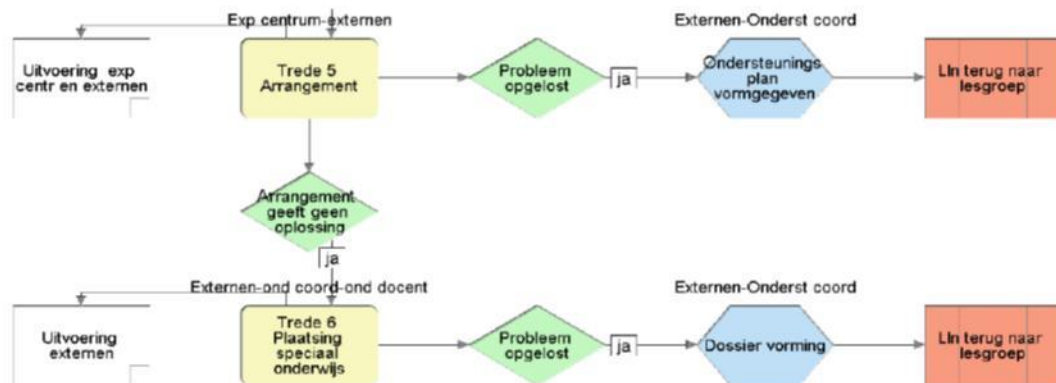 Exp centrum-externen
Externen-Onderst coord
Uitvoering exp
centr en externen
Trede 5
Arrangement
Probleem
opgelost
ja
Ondersteunings
plan
vormgegeven
Lln terug naar
lesgroep
Arrangement
geeft geen
oplossing
ja
Externen-ond coord-ond docent
Externen-Onderst coord
Uitvoering
externen
Trede 6
Plaatsing
speciaal
onderwijs
Probleem
opgelost
ja
Dossier vorming
Lln terug naar
lesgroep